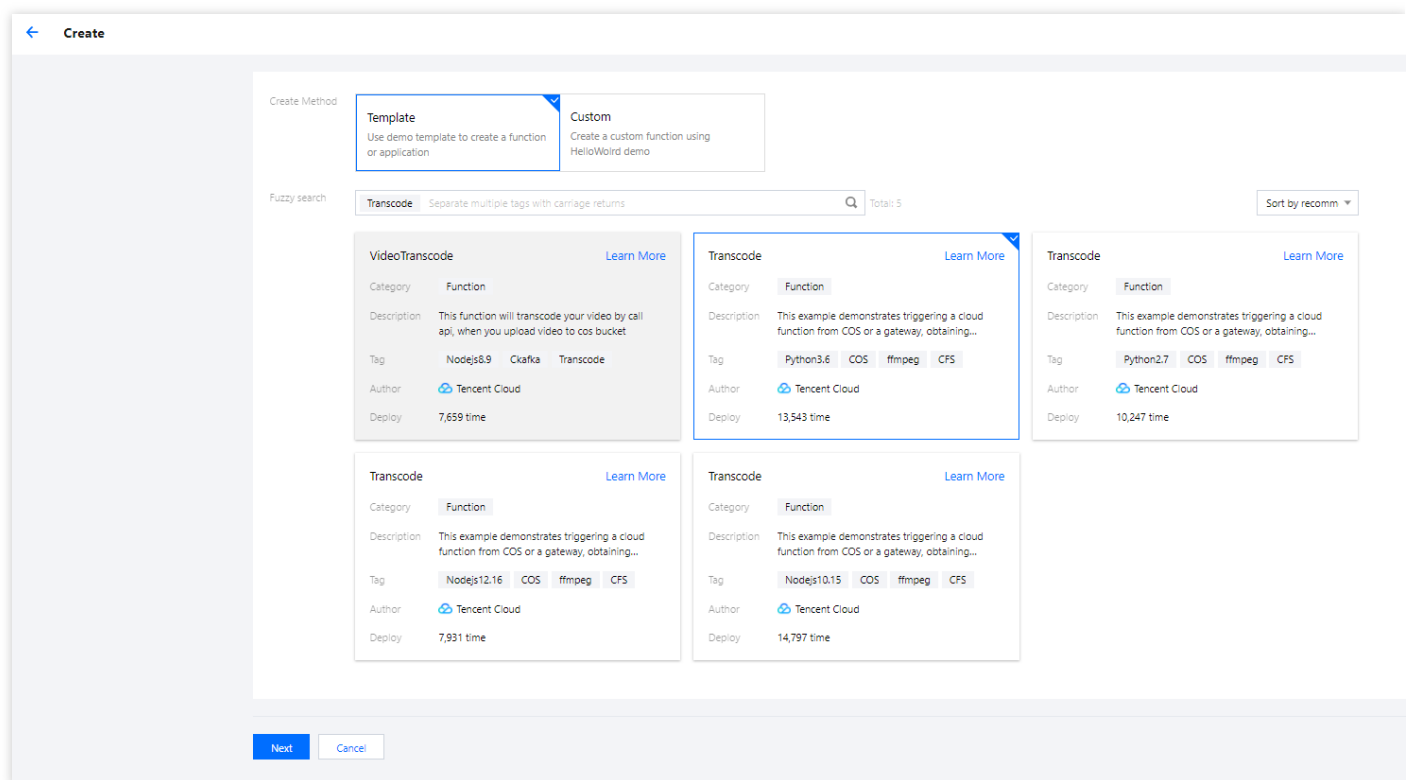 Create
Create Method
Template
Use demo template to create a function
or application
Custom
Create a custom function using
HelloWolrd demo
Fuzzy search
Transcode Separate multiple tags with carriage returns
Total: 5
Sort by recomm
VideoTranscode Learn More
Category Function
Description This function will transcode your video by call
api, when you upload video to cos bucket
Tag Nodejs8.9 Ckafka Transcode
Author Tencent Cloud
Deploy 7,659 time
Transcode Learn More
Category Function
Description This example demonstrates triggering a cloud
function from COS or a gateway, obtaining...
Tag Python3.6 COS ffmpeg CFS
Author Tencent Cloud
Deploy 13,543 time
Transcode Learn More
Category Function
Description This example demonstrates triggering a cloud
function from COS or a gateway, obtaining...
Tag Python2.7 COS ffmpeg CFS
Author Tencent Cloud
Deploy 10,247 time
Transcode Learn More
Category Function
Description This example demonstrates triggering a cloud
function from COS or a gateway, obtaining...
Tag Nodejs12.16 COS ffmpeg CFS
Author Tencent Cloud
Deploy 7,931 time
Transcode Learn More
Category Function
Description This example demonstrates triggering a cloud
function from COS or a gateway, obtaining...
Tag Nodejs10.15 COS ffmpeg CFS
Author Tencent Cloud
Deploy 14,797 time
Next Cancel